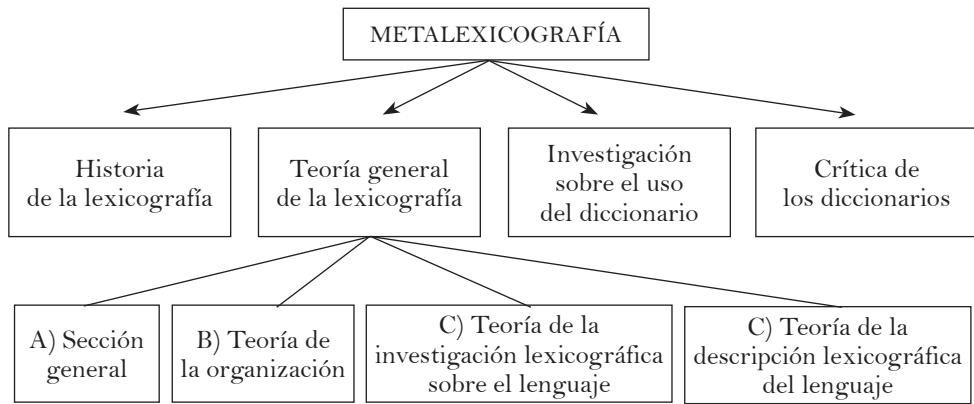 METALEXICOGRAFÍA
Historia
de la lexicografía
Teoría general
de la lexicografía
Investigación
sobre el uso
del diccionario
Crítica de
los diccionarios
A) Sección
general
B) Teoría de
la organización
C) Teoría de la
investigación lexicográfica
sobre el lenguaje
C) Teoría de la
descripción lexicográfica
del lenguaje